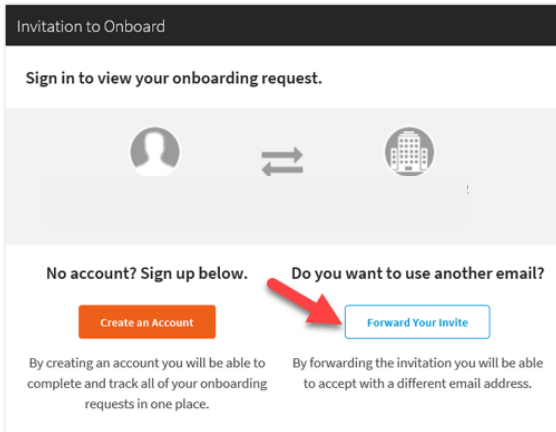 Invitation to Onboard
Sign in to view your onboarding request.
No account? Sign up below.
Do you want to use another email?
Create an Account
Forward Your Invite
By creating an account you will be able to
complete and track all of your onboarding
requests in one place.
By forwarding the invitation you will be able
to accept with a different email address.